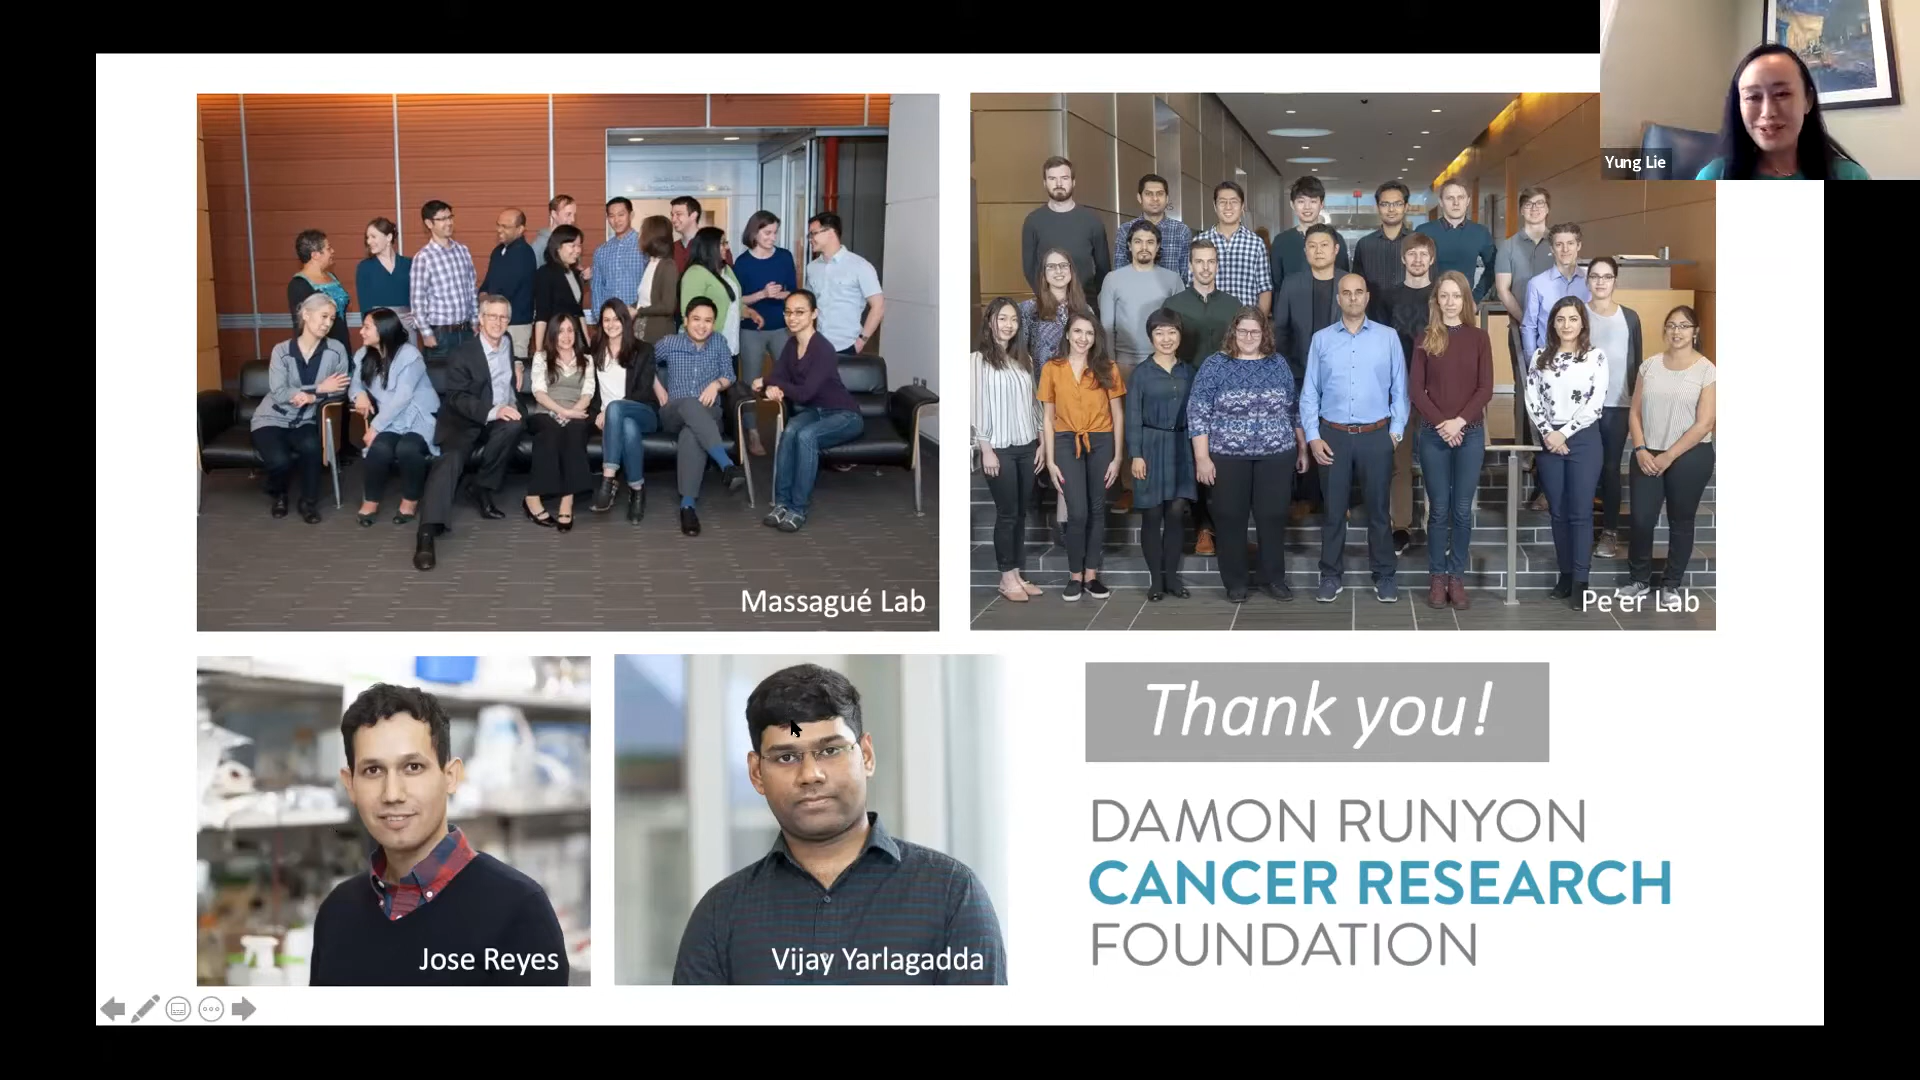 Yung Lie
Massagué Lab
Pe'er Lab
Jose Reyes
Vijay Yarlagadda
Thank you!
DAMON RUNYON
CANCER RESEARCH
FOUNDATION